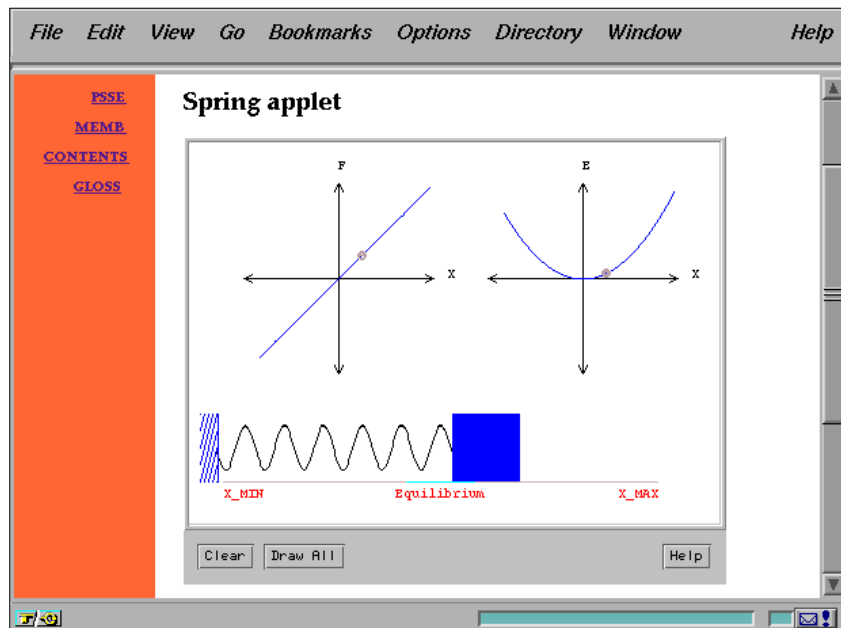 File Edit View Go Bookmarks Options Directory Window Help
PSSE
MEMB
CONTENTS
GLOSS
Spring applet
F
X
E
X
X_MIN Equilibrium X_MAX
Clear Draw All Help